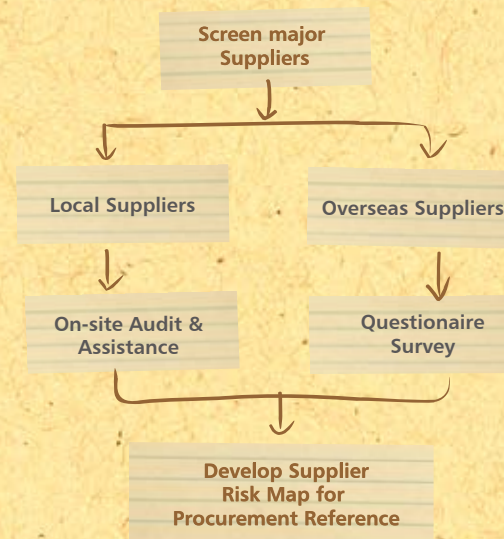 Screen major
Suppliers
Local Suppliers
Overseas Suppliers
On-site Audit &
Assistance
Questionaire
Survey
Develop Supplier
Risk Map for
Procurement Reference